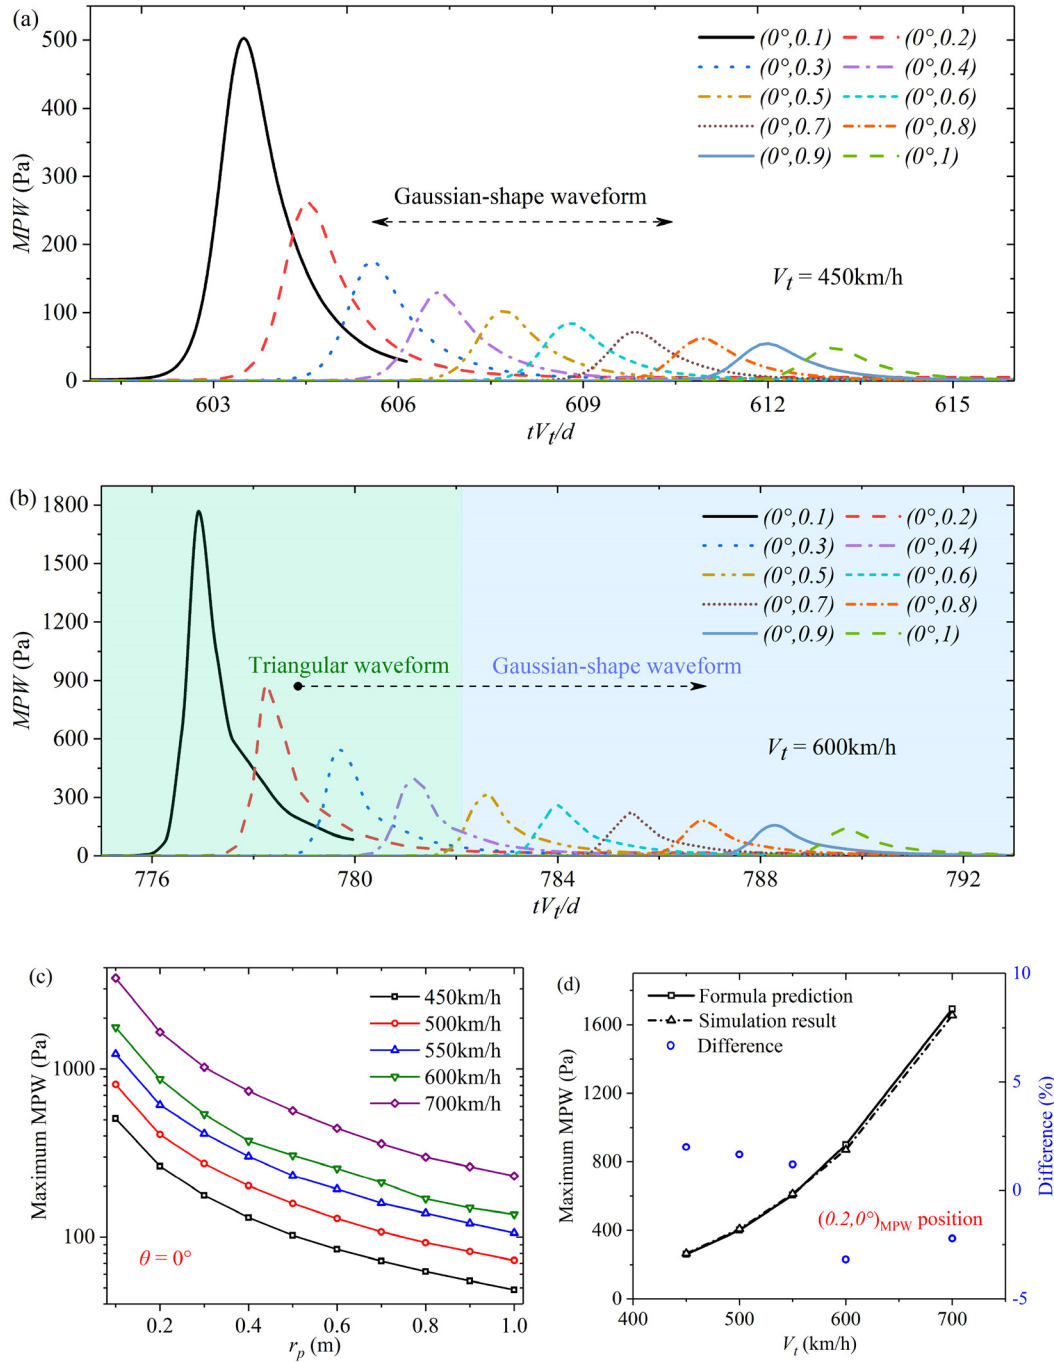 (a)
500
400
300
200
100
0
MPW (Pa)
(0°,0.1) (0°,0.2)
(0°,0.3) (0°,0.4)
(0°,0.5) (0°,0.6)
(0°,0.7) (0°,0.8)
(0°,0.9) (0°,1)
Gaussian-shape waveform
Vt = 450km/h
603 606 609 612 615
tVt/d
(b)
1800
1500
1200
900
600
300
0
MPW (Pa)
(0°,0.1) (0°,0.2)
(0°,0.3) (0°,0.4)
(0°,0.5) (0°,0.6)
(0°,0.7) (0°,0.8)
(0°,0.9) (0°,1)
Triangular waveform Gaussian-shape waveform
Vt = 600km/h
776 780 784 788 792
tVt/d
(c)
1000
100
Maximum MPW (Pa)
450km/h
500km/h
550km/h
600km/h
700km/h
θ = 0°
0.2 0.4 0.6 0.8 1.0
rp (m)
(d)
1600
1200
800
400
0
Maximum MPW (Pa)
Formula prediction
Simulation result
Difference
(0.2,0°)MPW position
10
5
0
-5
Difference (%)
400 500 600 700
Vt (km/h)